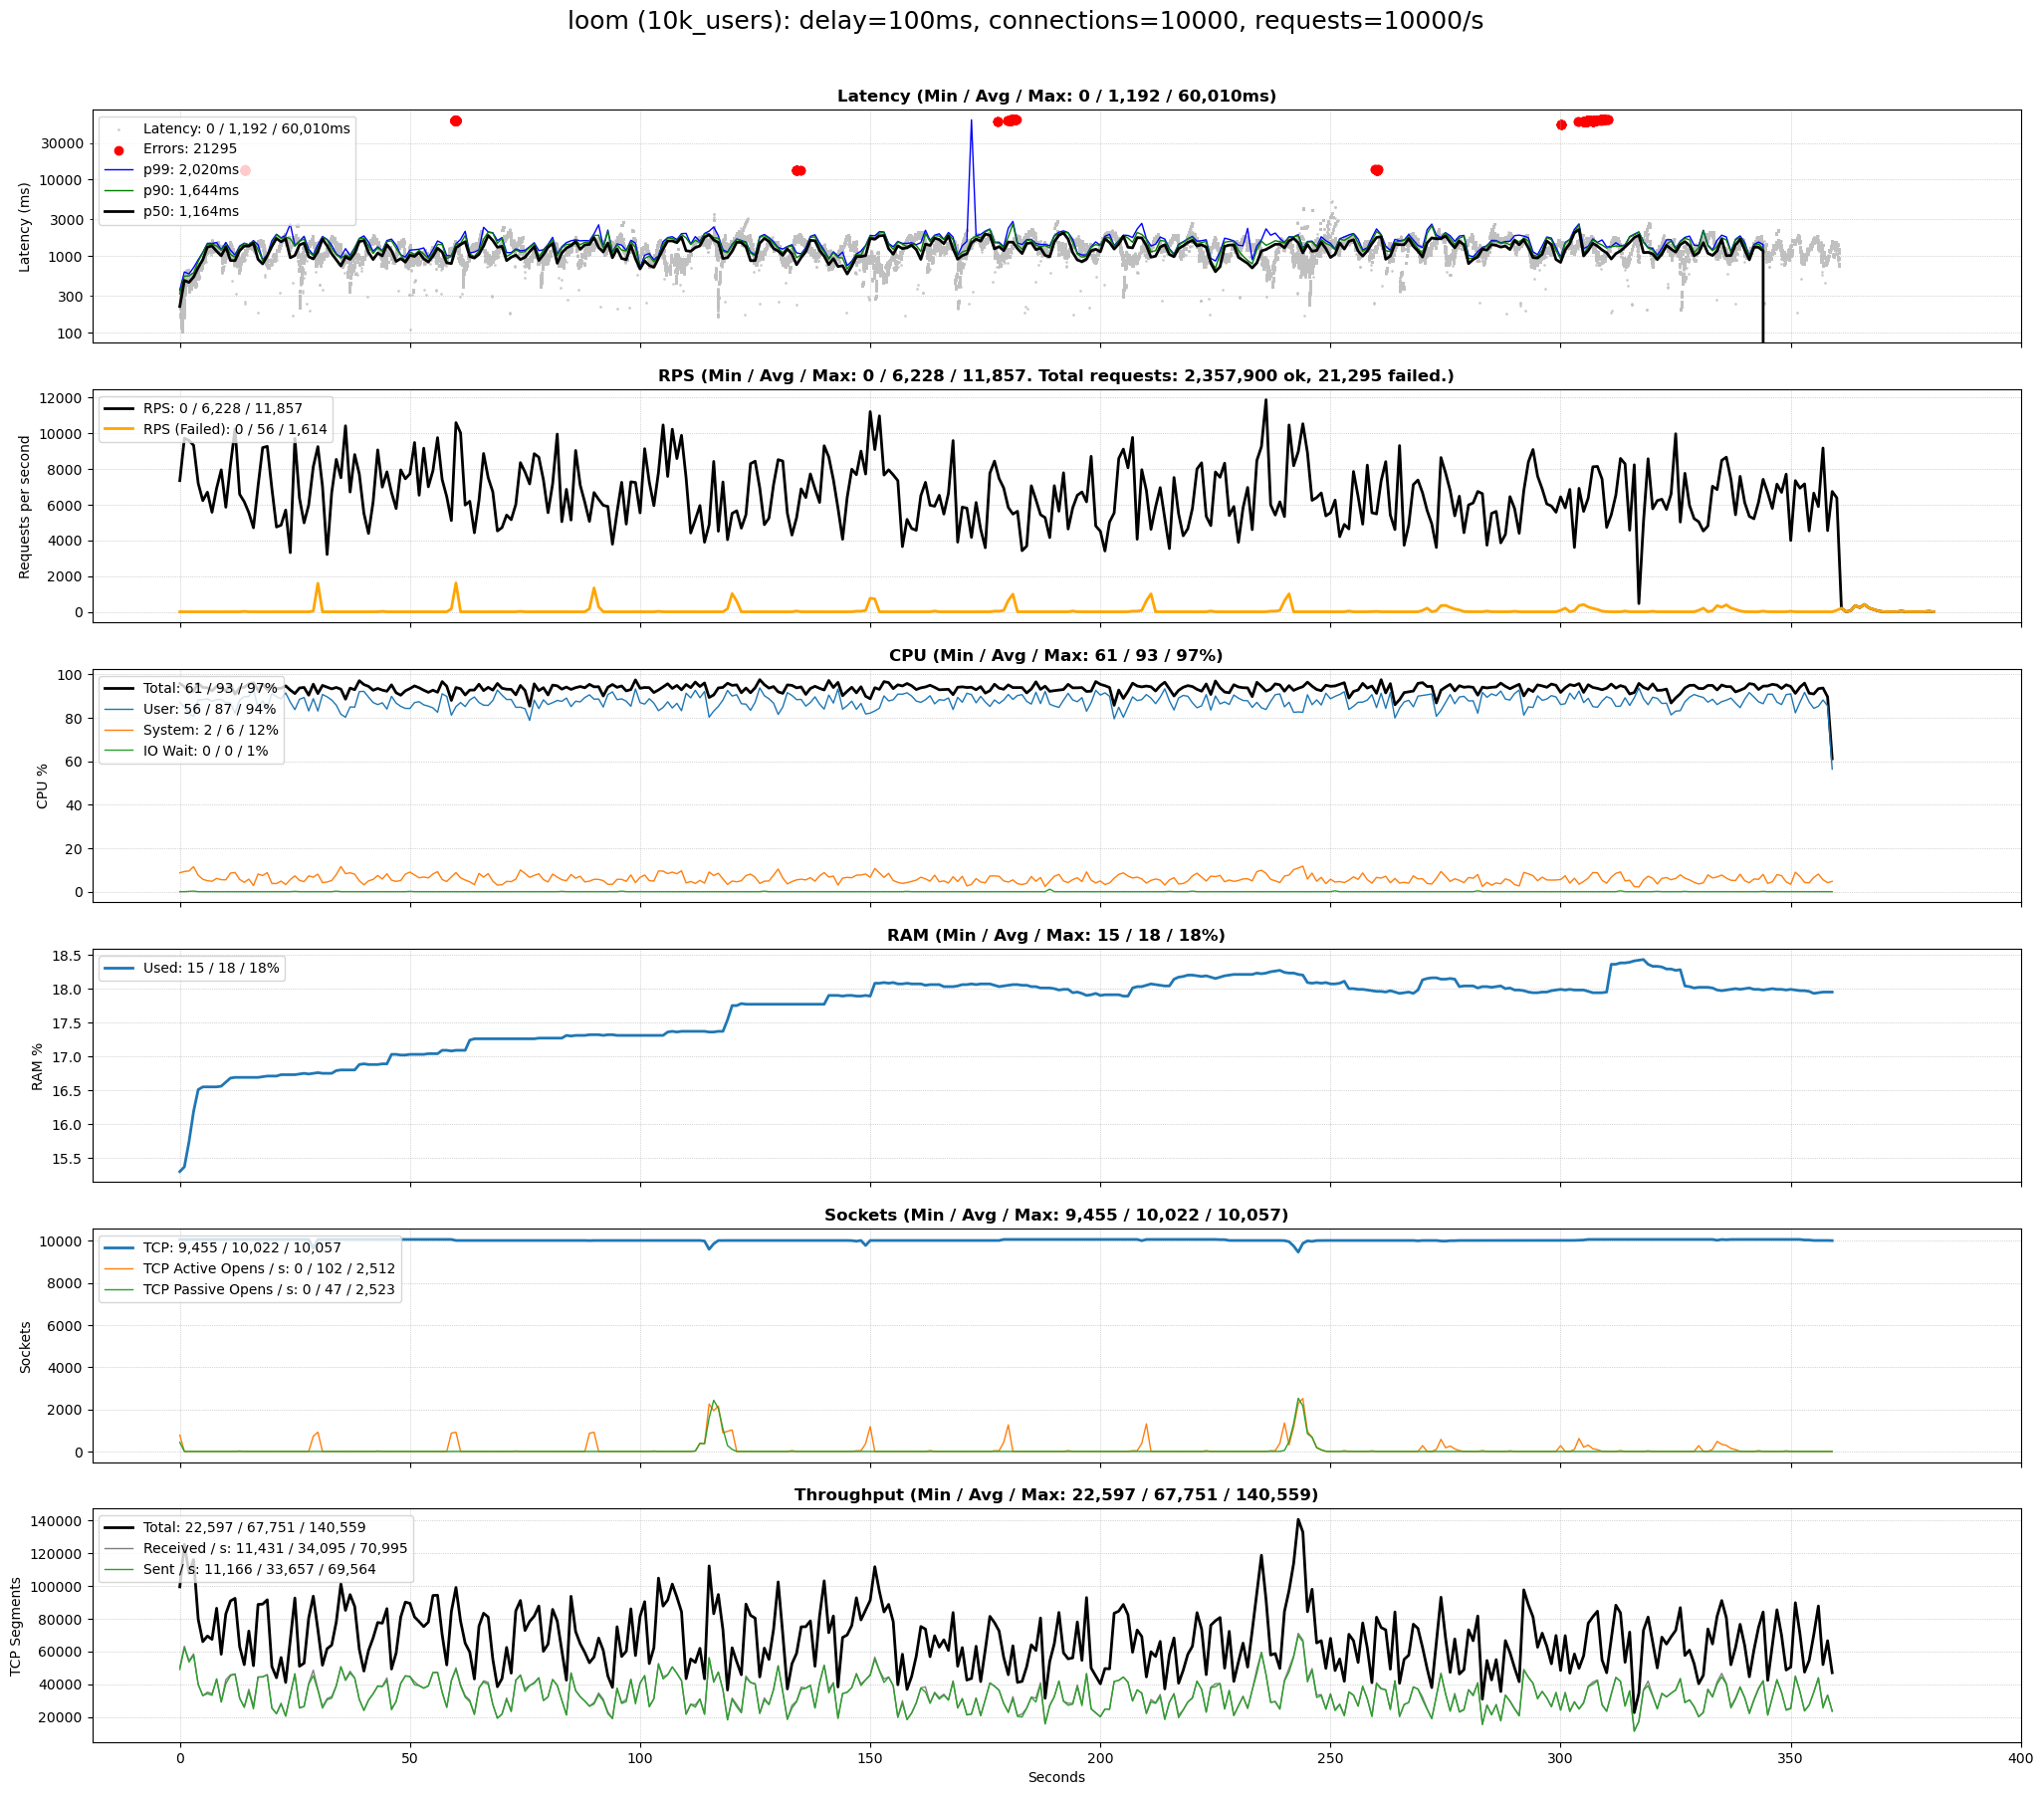 loom (10k_users): delay=100ms, connections=10000, requests=10000/s
Latency (Min / Avg / Max: 0 / 1,192 / 60,010ms)
Latency (ms)
30000
10000
3000
1000
300
100
Latency: 0 / 1,192 / 60,010ms
Errors: 21295
p99: 2,020ms
p90: 1,644ms
p50: 1,164ms
RPS (Min / Avg / Max: 0 / 6,228 / 11,857. Total requests: 2,357,900 ok, 21,295 failed.)
Requests per second
12000
10000
8000
6000
4000
2000
0
RPS: 0 / 6,228 / 11,857
RPS (Failed): 0 / 56 / 1,614
CPU (Min / Avg / Max: 61 / 93 / 97%)
CPU %
100
80
60
40
20
0
Total: 61 / 93 / 97%
User: 56 / 87 / 94%
System: 2 / 6 / 12%
IO Wait: 0 / 0 / 1%
RAM (Min / Avg / Max: 15 / 18 / 18%)
RAM %
18.5
18.0
17.5
17.0
16.5
16.0
15.5
Used: 15 / 18 / 18%
Sockets (Min / Avg / Max: 9,455 / 10,022 / 10,057)
Sockets
10000
8000
6000
4000
2000
0
TCP: 9,455 / 10,022 / 10,057
TCP Active Opens / s: 0 / 102 / 2,512
TCP Passive Opens / s: 0 / 47 / 2,523
Throughput (Min / Avg / Max: 22,597 / 67,751 / 140,559)
TCP Segments
140000
120000
100000
80000
60000
40000
20000
Total: 22,597 / 67,751 / 140,559
Received / s: 11,431 / 34,095 / 70,995
Sent / s: 11,166 / 33,657 / 69,564
0
50
100
150
200
250
300
350
400
Seconds